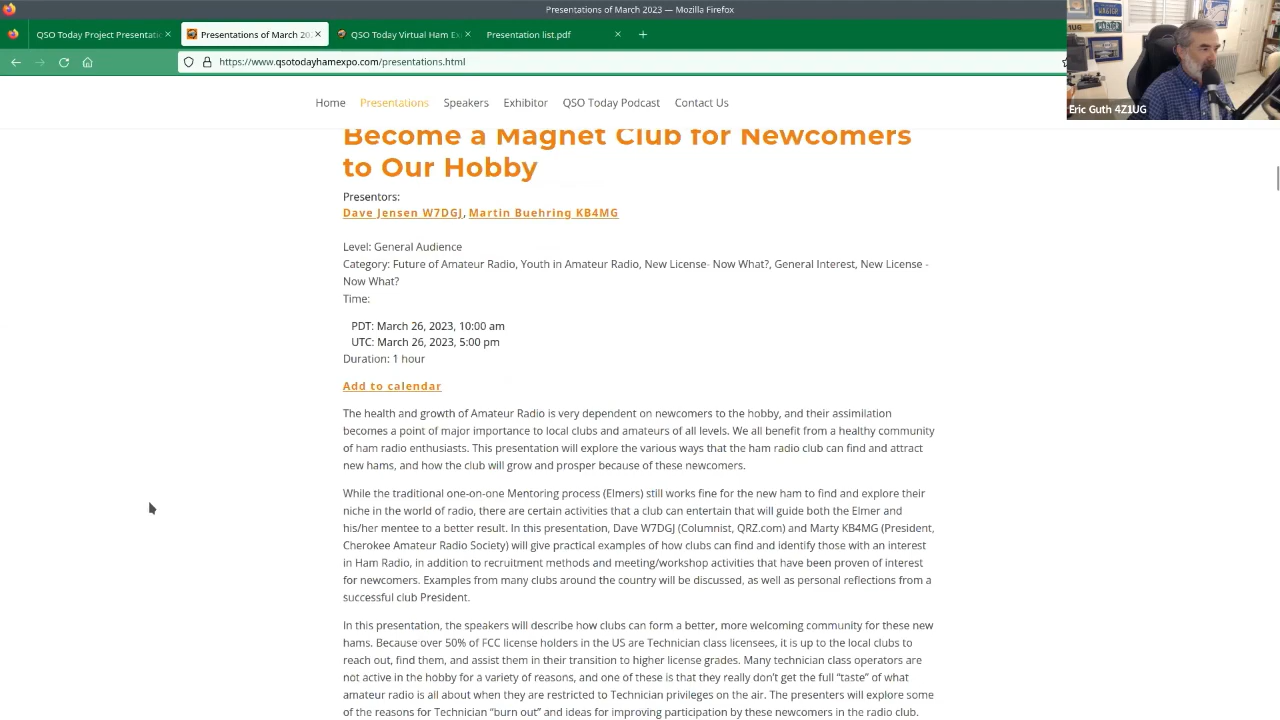 Presentations of March 2023 — Mozilla Firefox
QSO Today Project Presentatio
Presentations of March 20
QSO Today Virtual Ham Ex
Presentation list.pdf
https://www.qsotodayhamexpo.com/presentations.html
Eric Guth 4Z1UG
Home Presentations Speakers Exhibitor QSO Today Podcast Contact Us
Become a Magnet Club for Newcomers
to Our Hobby
Presentors:
Dave Jensen W7DGJ, Martin Buehring KB4MG
Level: General Audience
Category: Future of Amateur Radio, Youth in Amateur Radio, New License- Now What?, General Interest, New License -
Now What?
Time:
PDT: March 26, 2023, 10:00 am
UTC: March 26, 2023, 5:00 pm
Duration: 1 hour
Add to calendar
The health and growth of Amateur Radio is very dependent on newcomers to the hobby, and their assimilation
becomes a point of major importance to local clubs and amateurs of all levels. We all benefit from a healthy community
of ham radio enthusiasts. This presentation will explore the various ways that the ham radio club can find and attract
new hams, and how the club will grow and prosper because of these newcomers.
While the traditional one-on-one Mentoring process (Elmers) still works fine for the new ham to find and explore their
niche in the world of radio, there are certain activities that a club can entertain that will guide both the Elmer and
his/her mentee to a better result. In this presentation, Dave W7DGJ (Columnist, QRZ.com) and Marty KB4MG (President,
Cherokee Amateur Radio Society) will give practical examples of how clubs can find and identify those with an interest
in Ham Radio, in addition to recruitment methods and meeting/workshop activities that have been proven of interest
for newcomers. Examples from many clubs around the country will be discussed, as well as personal reflections from a
successful club President.
In this presentation, the speakers will describe how clubs can form a better, more welcoming community for these new
hams. Because over 50% of FCC license holders in the US are Technician class licensees, it is up to the local clubs to
reach out, find them, and assist them in their transition to higher license grades. Many technician class operators are
not active in the hobby for a variety of reasons, and one of these is that they really don’t get the full “taste” of what
amateur radio is all about when they are restricted to Technician privileges on the air. The presenters will explore some
of the reasons for Technician “burn out” and ideas for improving participation by these newcomers in the radio club.